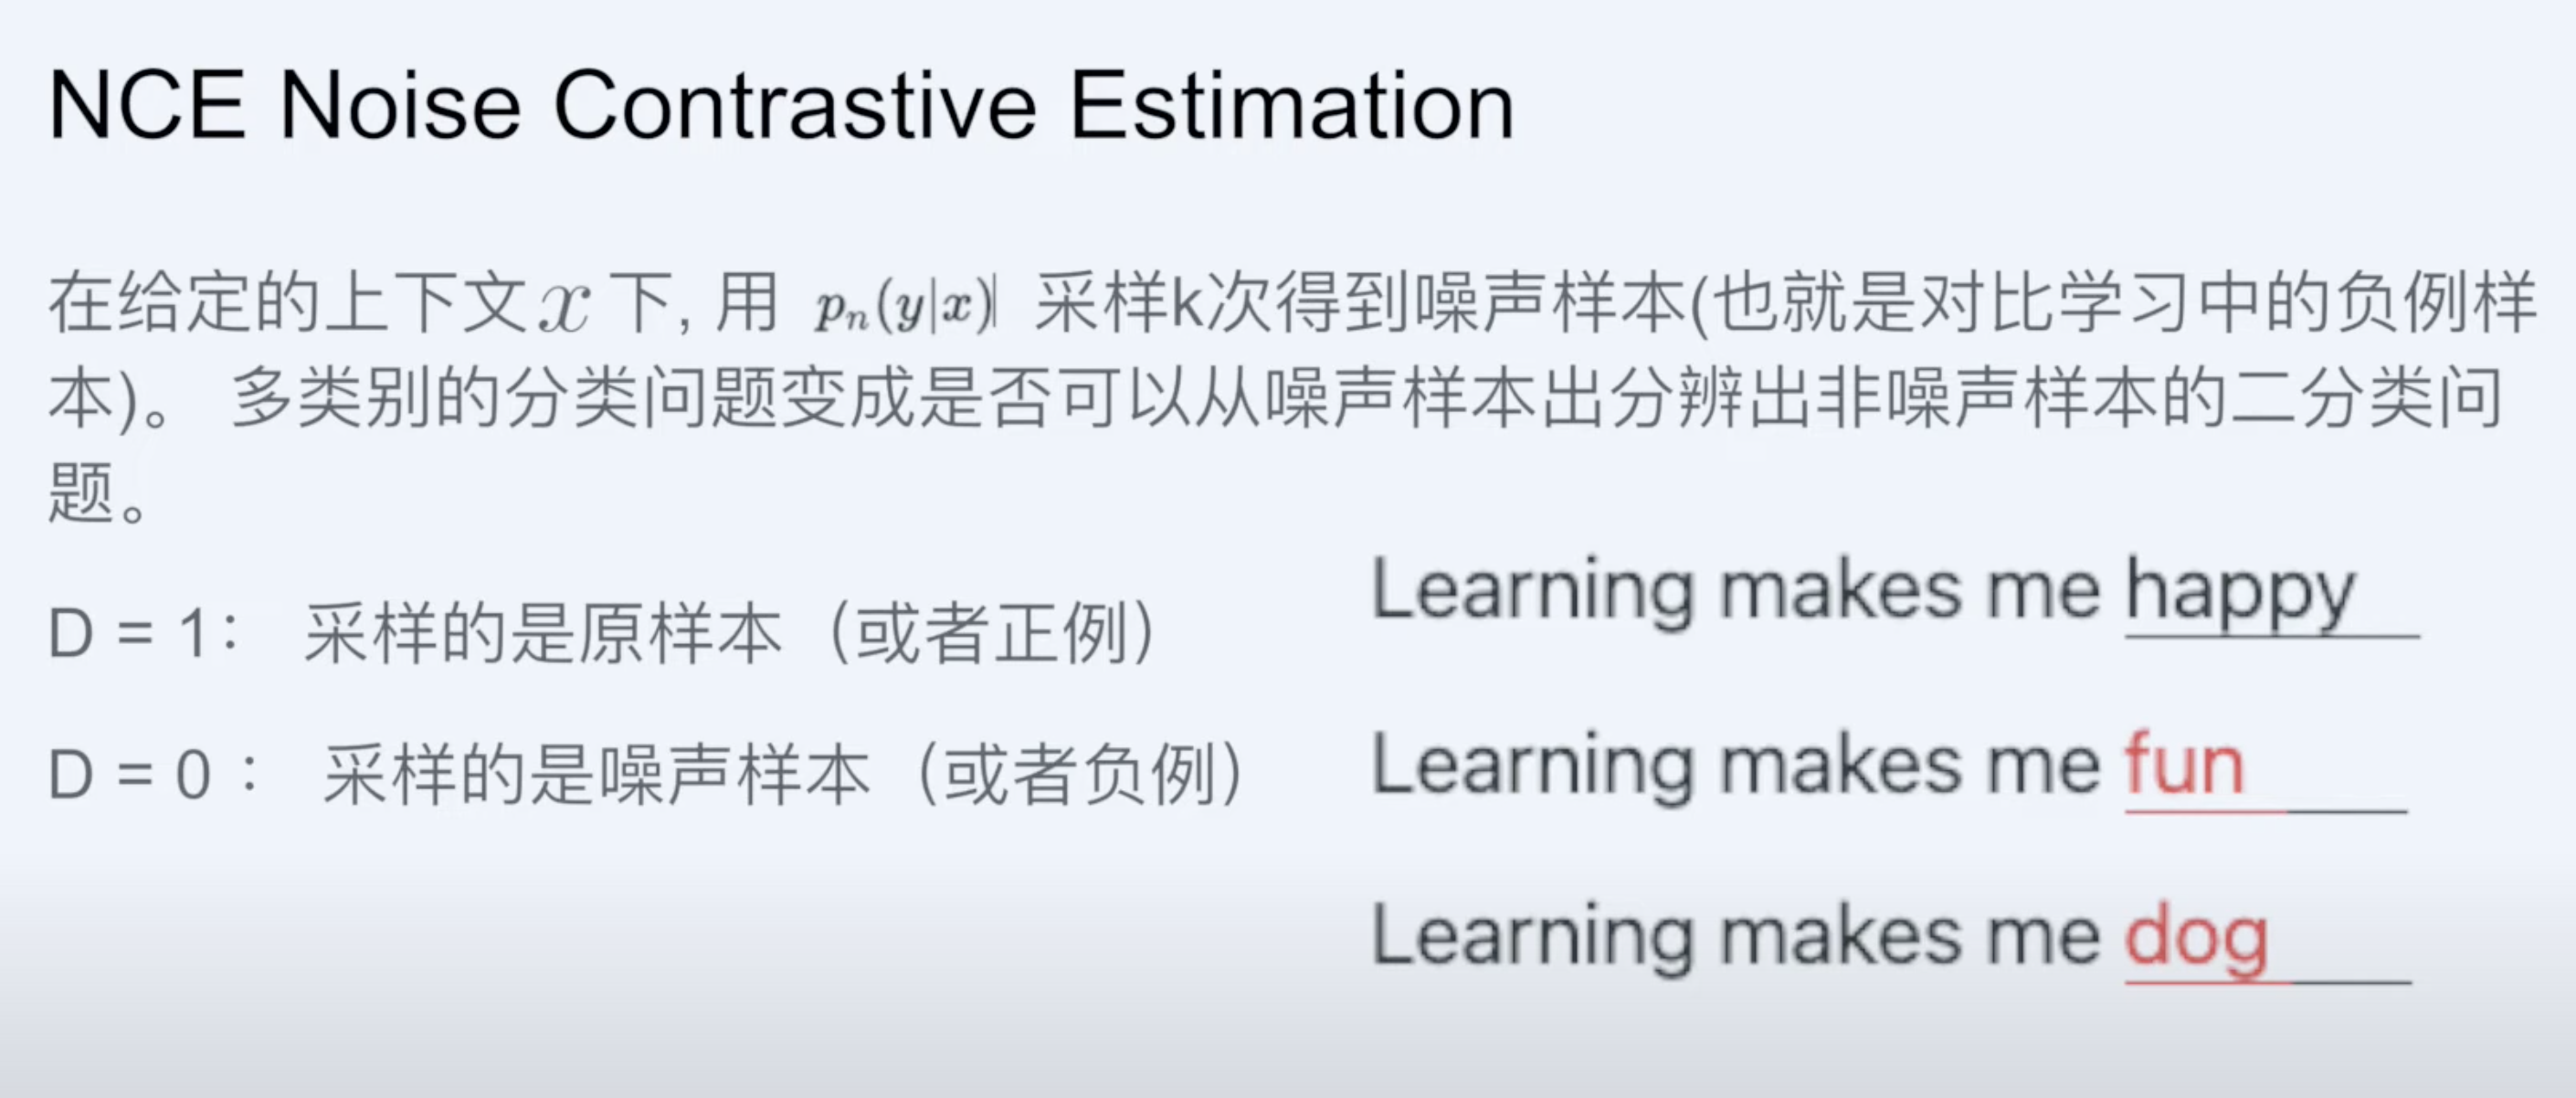 NCE Noise Contrastive Estimation
在给定的上下文x下, 用 pₙ(y|x) 采样k次得到噪声样本(也就是对比学习中的负例样
本)。 多类别的分类问题变成是否可以从噪声样本出分辨出非噪声样本的二分类问
题。
D = 1： 采样的是原样本（或者正例）
D = 0 ： 采样的是噪声样本（或者负例）
Learning makes me happy
Learning makes me fun
Learning makes me dog